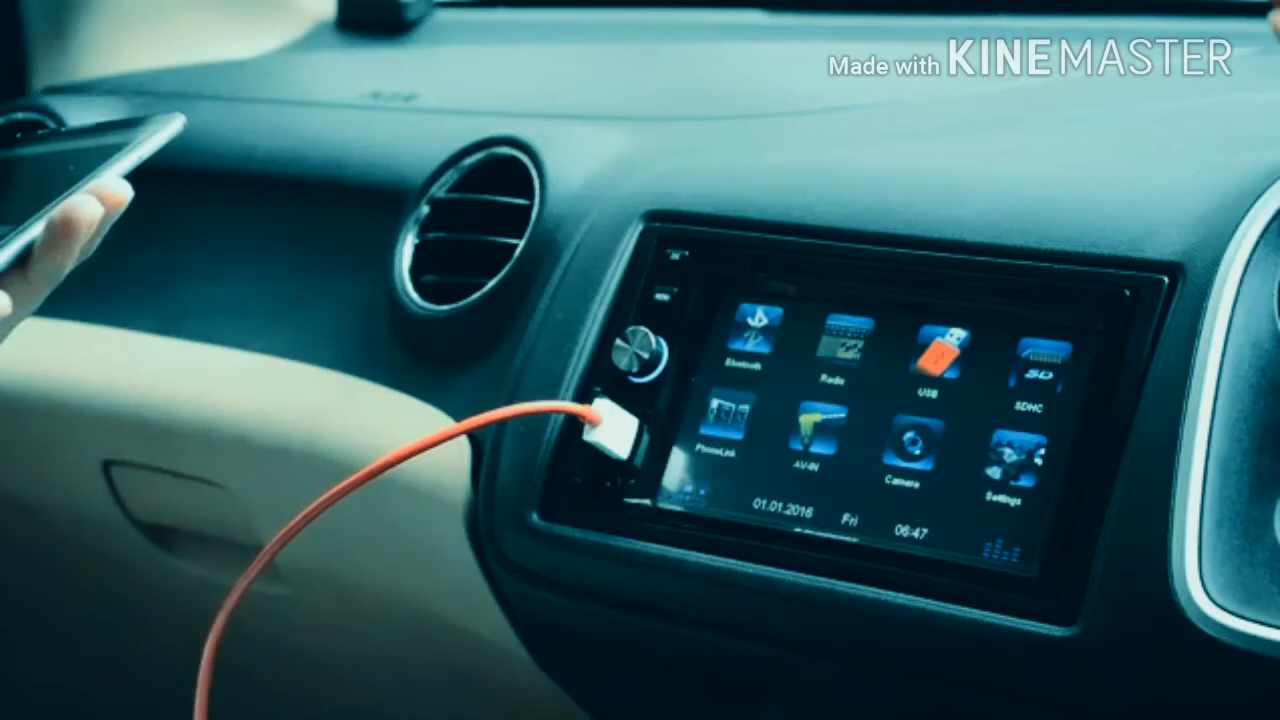 Made with KINEMASTER
Bluetooth
Radio
USB
SD
SDHC
PhoneLink
AV-IN
Camera
Settings
01.01.2016 Fri 06:47